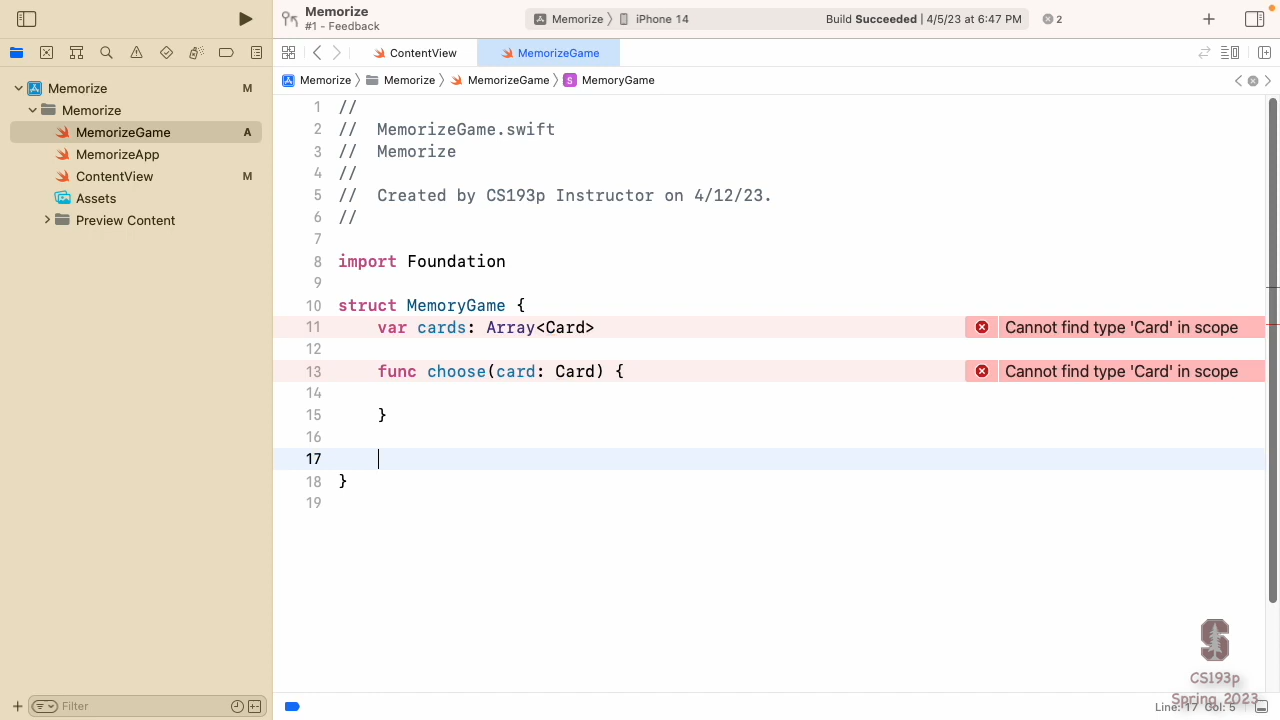 Memorize
#1 - Feedback
Memorize 〉 iPhone 14
Build Succeeded | 4/5/23 at 6:47 PM
2
ContentView
MemorizeGame
Memorize 〉 Memorize 〉 MemorizeGame 〉 S MemoryGame
Memorize M
Memorize
MemorizeGame A
MemorizeApp
ContentView M
Assets
Preview Content
1 //
2 //  MemorizeGame.swift
3 //  Memorize
4 //
5 //  Created by CS193p Instructor on 4/12/23.
6 //
7
8 import Foundation
9
10 struct MemoryGame {
11     var cards: Array<Card>
Cannot find type 'Card' in scope
12
13     func choose(card: Card) {
Cannot find type 'Card' in scope
14
15     }
16
17
18 }
19
S
CS193p
Spring 2023
Filter
Line: 17 Col: 5